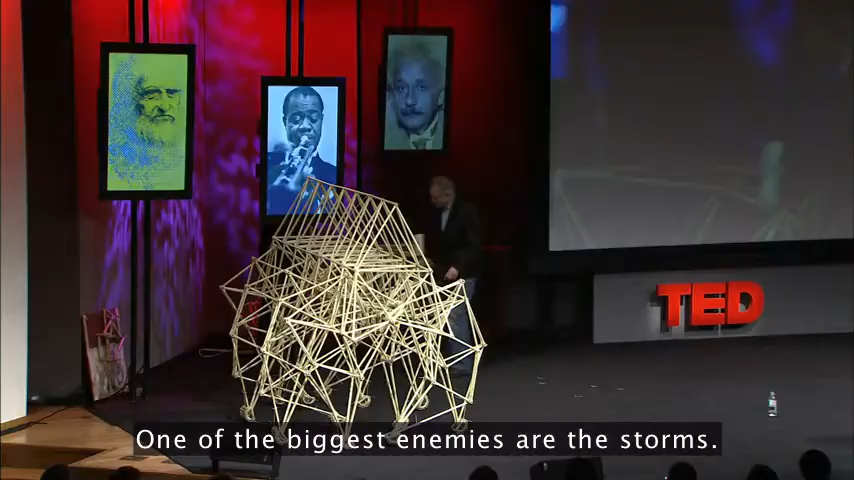 TED
One of the biggest enemies are the storms.